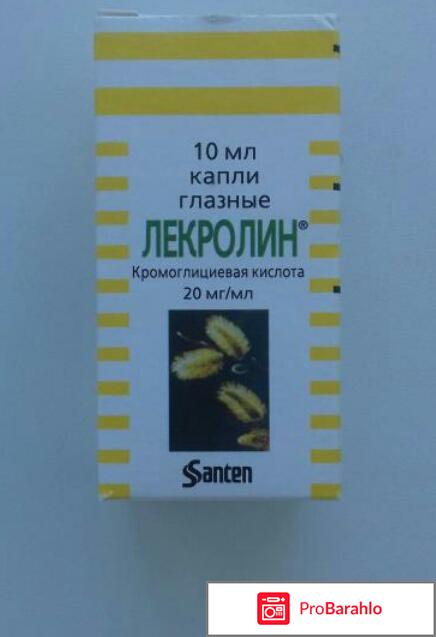 10 мл
капли
глазные
ЛЕКРОЛИН®
Кромоглициевая кислота
20 мг/мл
Santen
ProBarahlo